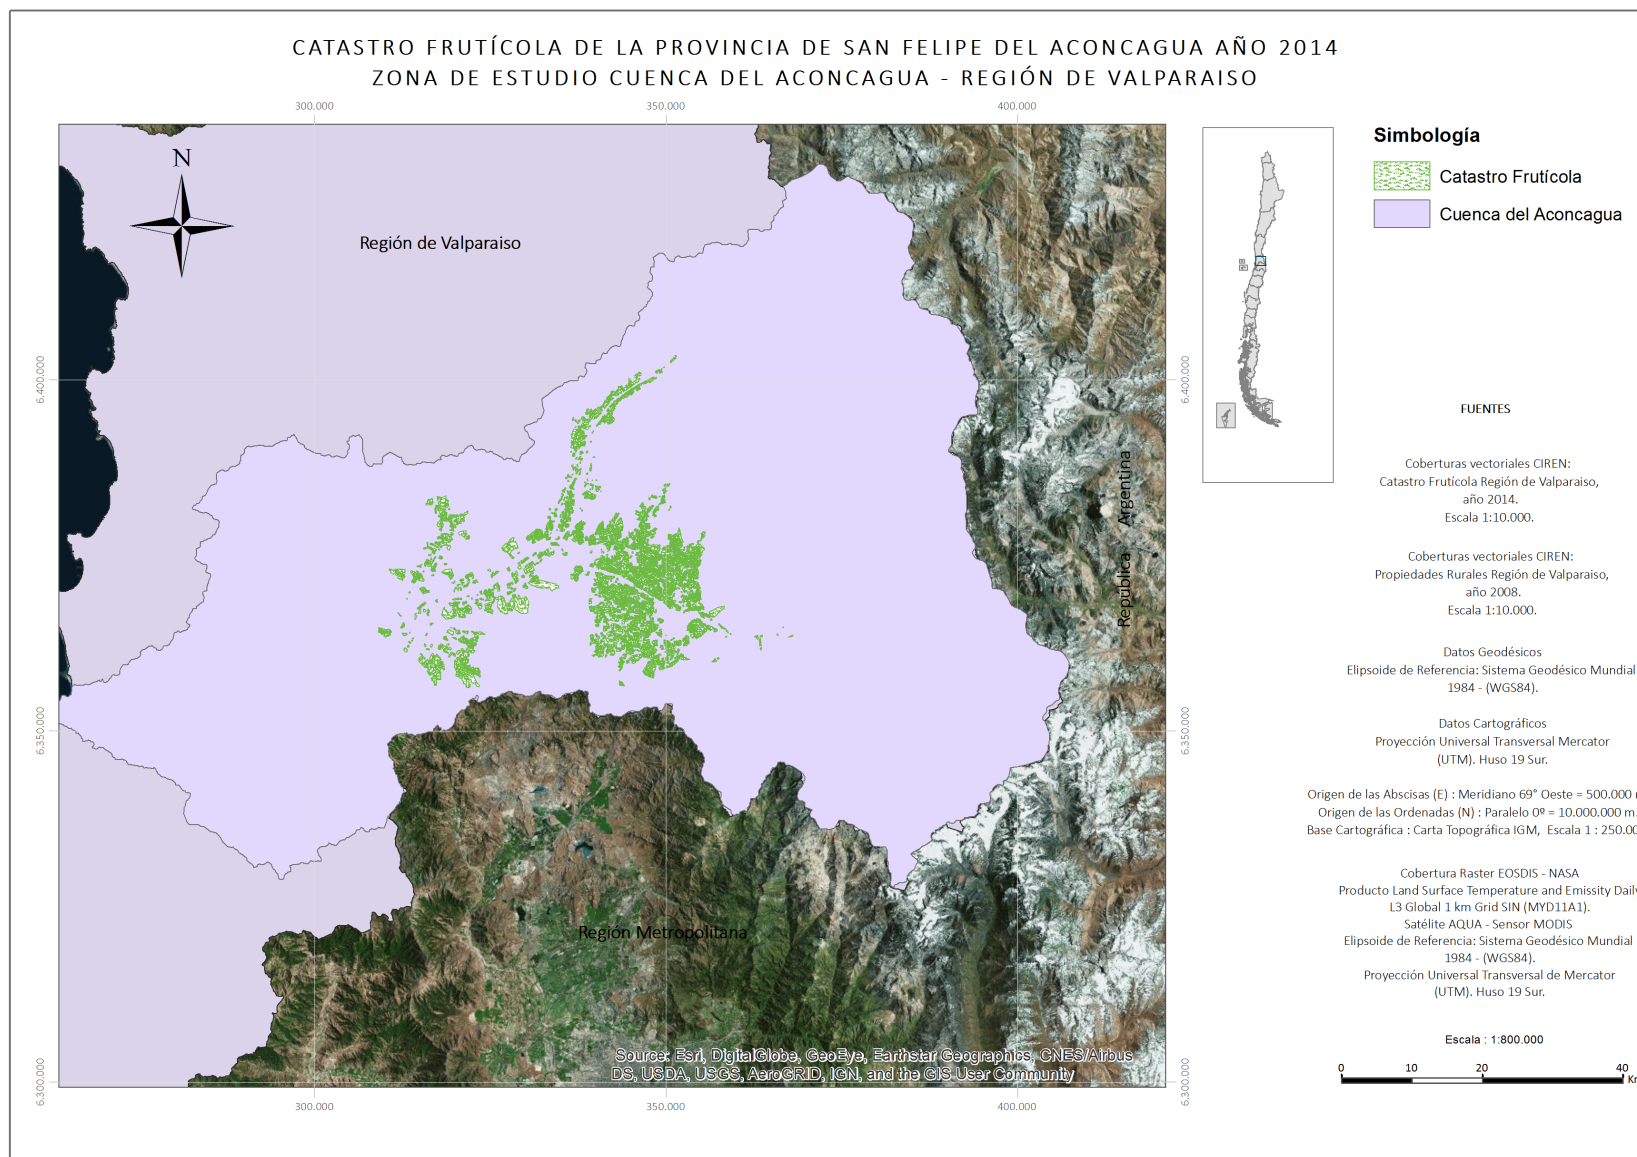 CATASTRO FRUTÍCOLA DE LA PROVINCIA DE SAN FELIPE DEL ACONCAGUA AÑO 2014
ZONA DE ESTUDIO CUENCA DEL ACONCAGUA - REGIÓN DE VALPARAISO
300.000
350.000
400.000
N
Región de Valparaiso
6.400.000
6.400.000
República Argentina
6.350.000
6.350.000
Región Metropolitana
Source: Esri, DigitalGlobe, GeoEye, Earthstar Geographics, CNES/Airbus
DS, USDA, USGS, AeroGRID, IGN, and the GIS User Community
6.300.000
6.300.000
300.000
350.000
400.000
Simbología
Catastro Frutícola
Cuenca del Aconcagua
FUENTES
Coberturas vectoriales CIREN:
Catastro Frutícola Región de Valparaiso,
año 2014.
Escala 1:10.000.
Coberturas vectoriales CIREN:
Propiedades Rurales Región de Valparaiso,
año 2008.
Escala 1:10.000.
Datos Geodésicos
Elipsoide de Referencia: Sistema Geodésico Mundial
1984 - (WGS84).
Datos Cartográficos
Proyección Universal Transversal Mercator
(UTM). Huso 19 Sur.
Origen de las Abscisas (E) : Meridiano 69° Oeste = 500.000
Origen de las Ordenadas (N) : Paralelo 0º = 10.000.000 m.
Base Cartográfica : Carta Topográfica IGM, Escala 1 : 250.00
Cobertura Raster EOSDIS - NASA
Producto Land Surface Temperature and Emissity Daily
L3 Global 1 km Grid SIN (MYD11A1).
Satélite AQUA - Sensor MODIS
Elipsoide de Referencia: Sistema Geodésico Mundial
1984 - (WGS84).
Proyección Universal Transversal de Mercator
(UTM). Huso 19 Sur.
Escala : 1:800.000
0 10 20 40